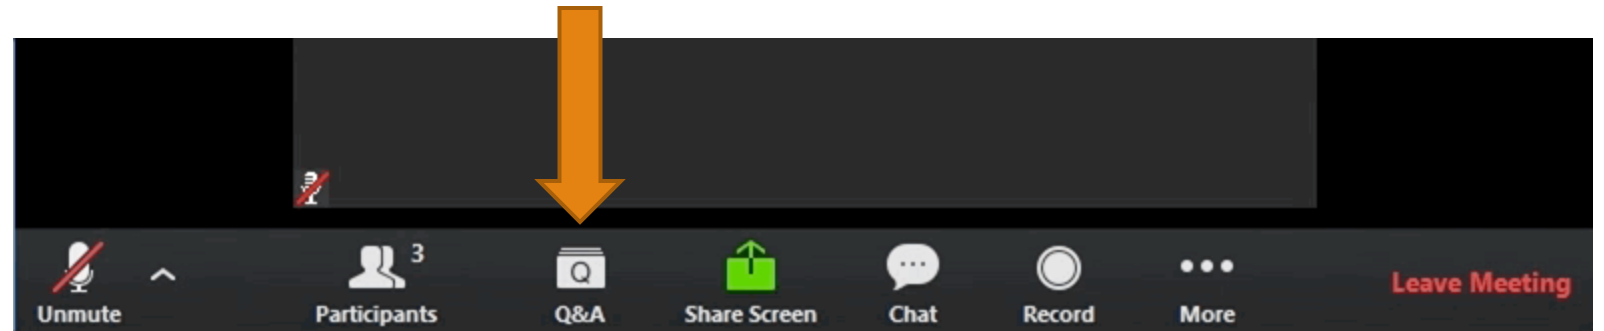 3
Q
Unmute
Participants
Q&A
Share Screen
Chat
Record
More
Leave Meeting